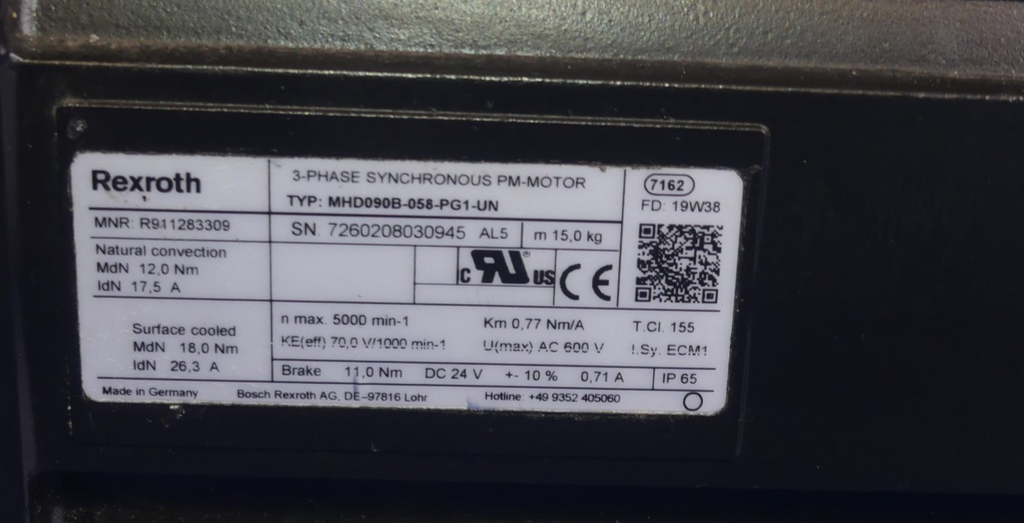 Rexroth
3-PHASE SYNCHRONOUS PM-MOTOR
TYP: MHD090B-058-PG1-UN
7162
FD: 19W38
MNR: R911283309
SN: 7260208030945 AL5
m 15,0 kg
Natural convection
MdN 12,0 Nm
IdN 17,5 A
c RU® US CE
Surface cooled
MdN 18,0 Nm
IdN 26,3 A
n max. 5000 min-1
Km 0,77 Nm/A
T.Cl. 155
KE(eff) 70,0 V/1000 min-1
U(max) AC 600 V
I.Sy. ECM1
Brake 11,0 Nm DC 24 V +- 10 % 0,71 A
IP 65
Made in Germany
Bosch Rexroth AG, DE-97816 Lohr
Hotline: +49 9352 405060